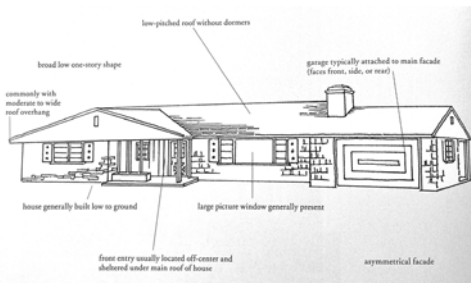 low-pitched roof without dormers
broad low one-story shape
garage typically attached to main facade
(faces front, side, or rear)
commonly with
moderate to wide
roof overhang
house generally built low to ground
large picture window generally present
front entry usually located off-center and
sheltered under main roof of house
asymmetrical facade